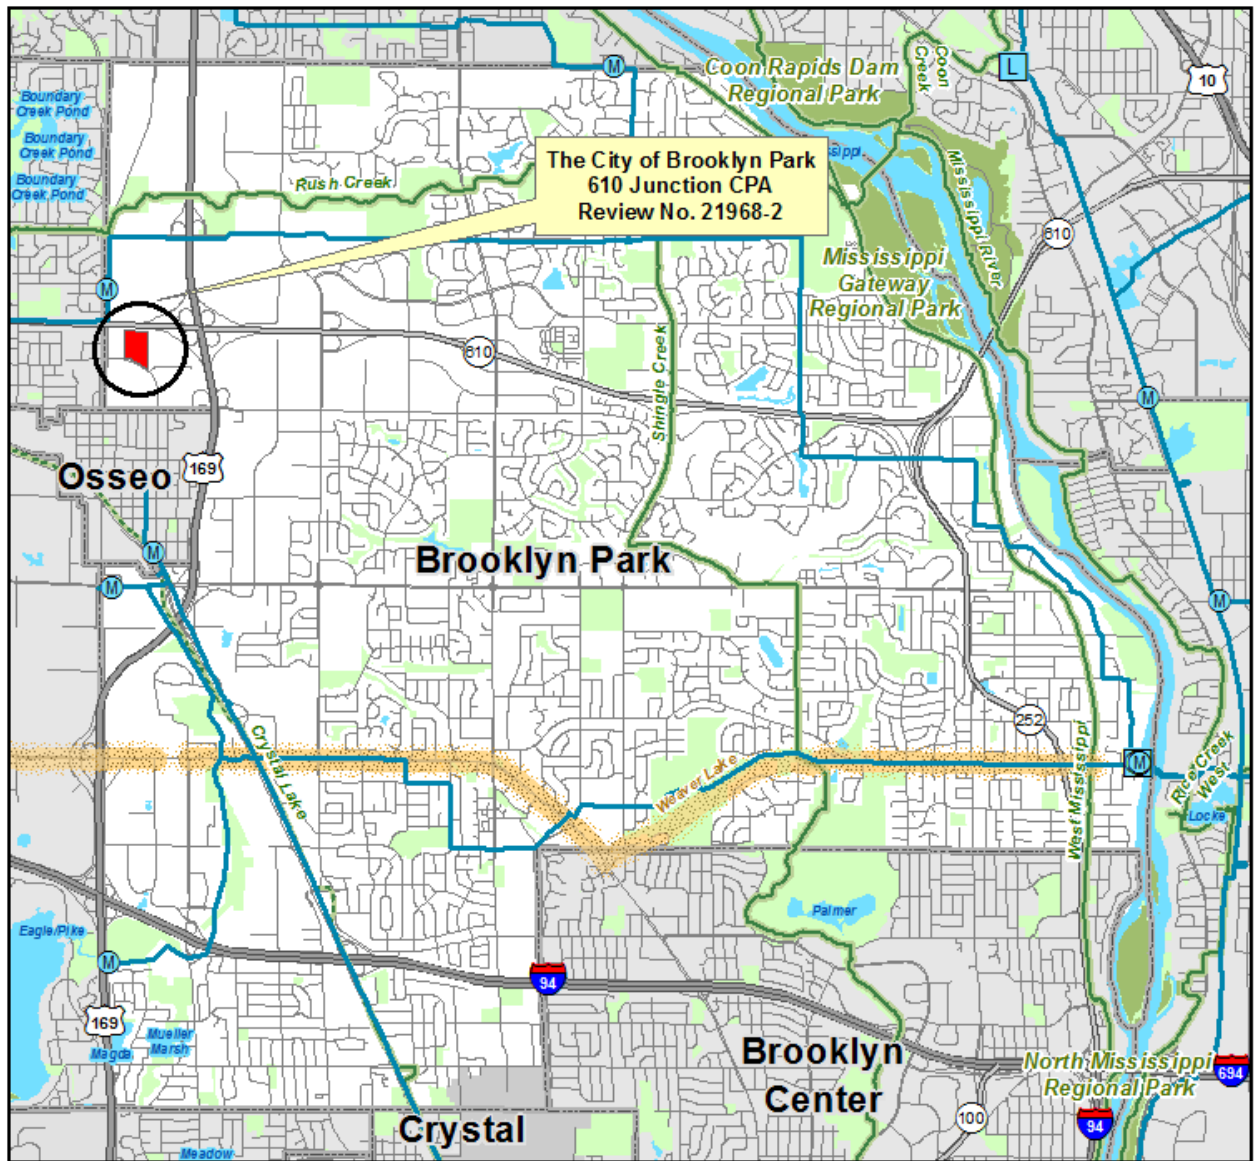 Coon Rapids Dam
Regional Park
Coon
Creek
L
10
M
Boundary
Creek Pond
Boundary
Creek Pond
Boundary
Creek Pond
The City of Brooklyn Park
610 Junction CPA
Review No. 21968-2
Rush Creek
Mississippi River
610
Mississippi
Gateway
Regional Park
M
610
Shingle Creek
M
Osseo
169
M
M
Brooklyn Park
M
252
Crystal Lake
Weaver Lake
West Mississippi
M
Rice Creek
West
Locke
Palmer
Eagle/Pike
M
94
169
Mueller
Marsh
Magda
Brooklyn
Center
North Mississippi
Regional Park
694
100
94
Crystal
Meadow